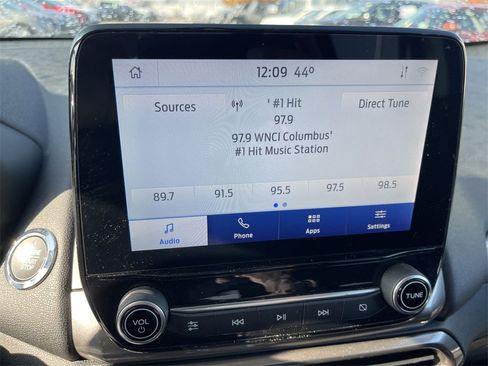 12:09 44°
Sources
' #1 Hit
Direct Tune
97.9
97.9 WNCI Columbus'
#1 Hit Music Station
89.7 91.5 95.5 97.5 98.5
Audio Phone Apps Settings
STOP
VOL
TUNE